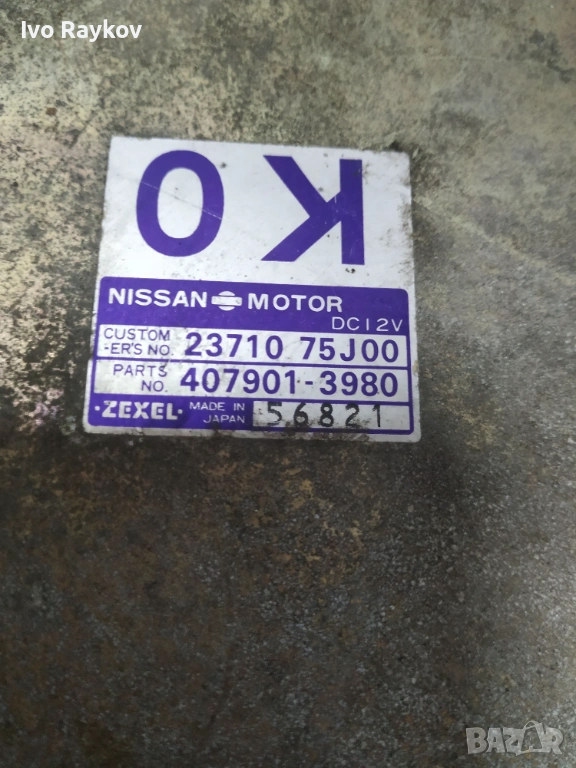 Ivo Raykov
KO
NISSAN MOTOR
DC12V
CUSTOM
-ER'S NO. 23710 75J00
PARTS
NO. 407901-3980
·ZEXEL· MADE IN
JAPAN 56821
BAZAR